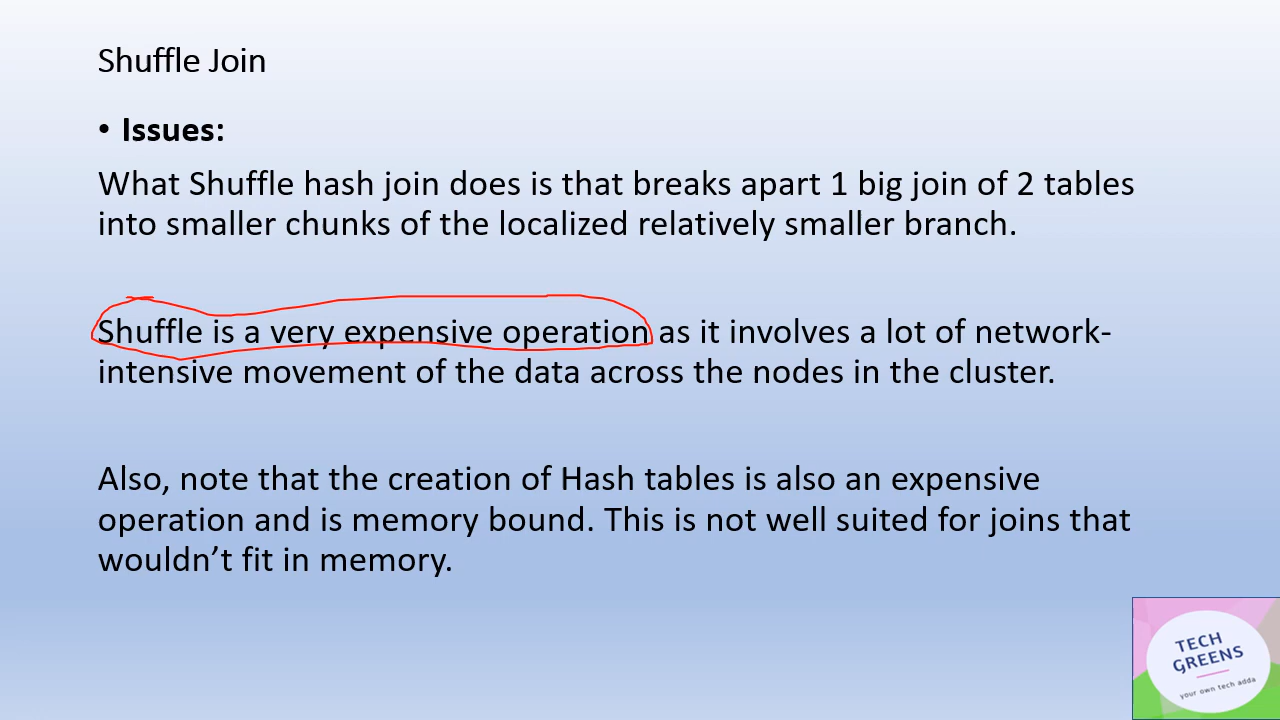 Shuffle Join
• Issues:
What Shuffle hash join does is that breaks apart 1 big join of 2 tables
into smaller chunks of the localized relatively smaller branch.
Shuffle is a very expensive operation as it involves a lot of network-
intensive movement of the data across the nodes in the cluster.
Also, note that the creation of Hash tables is also an expensive
operation and is memory bound. This is not well suited for joins that
wouldn’t fit in memory.
TECH
GREENS
your own tech adda